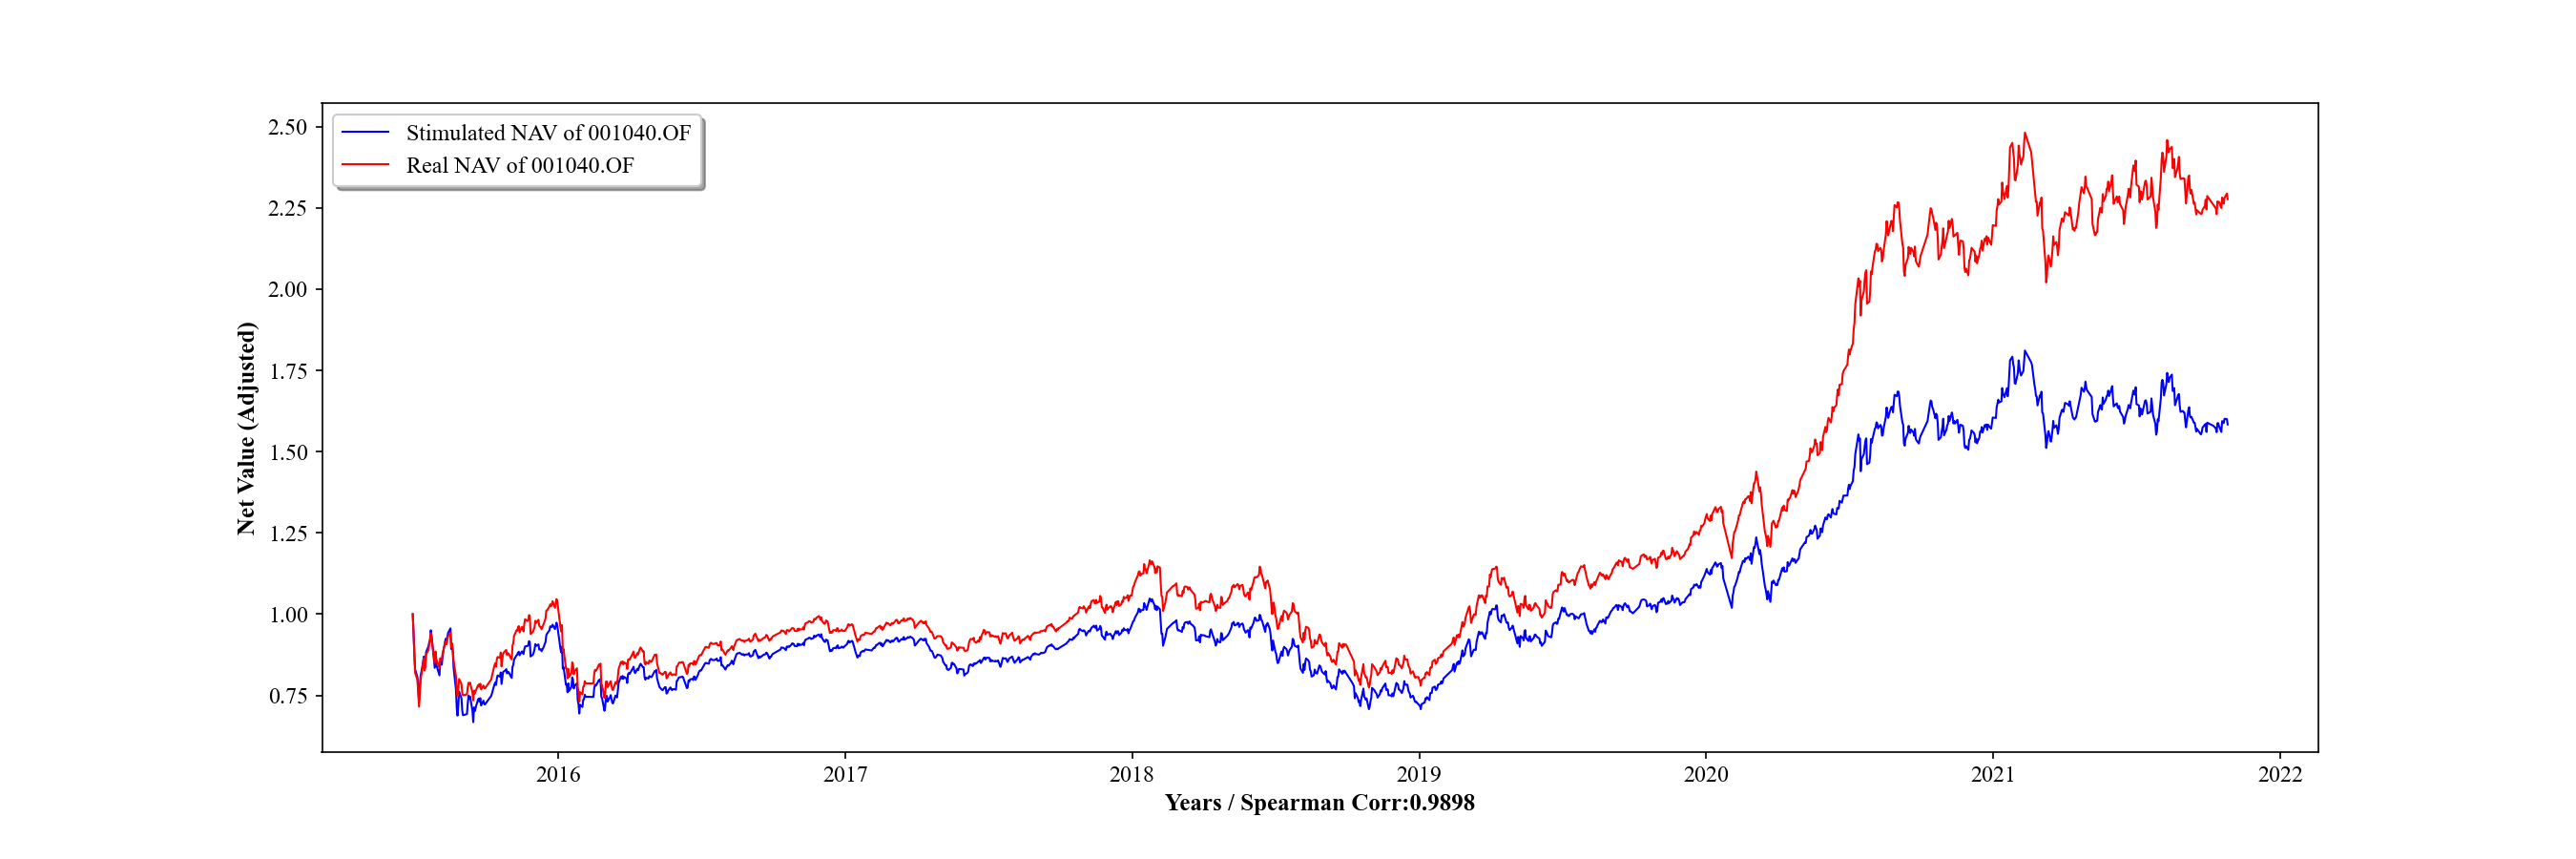 Stimulated NAV of 001040.OF
Real NAV of 001040.OF
2.50
2.25
2.00
1.75
1.50
1.25
1.00
0.75
Net Value (Adjusted)
2016 2017 2018 2019 2020 2021 2022
Years / Spearman Corr:0.9898